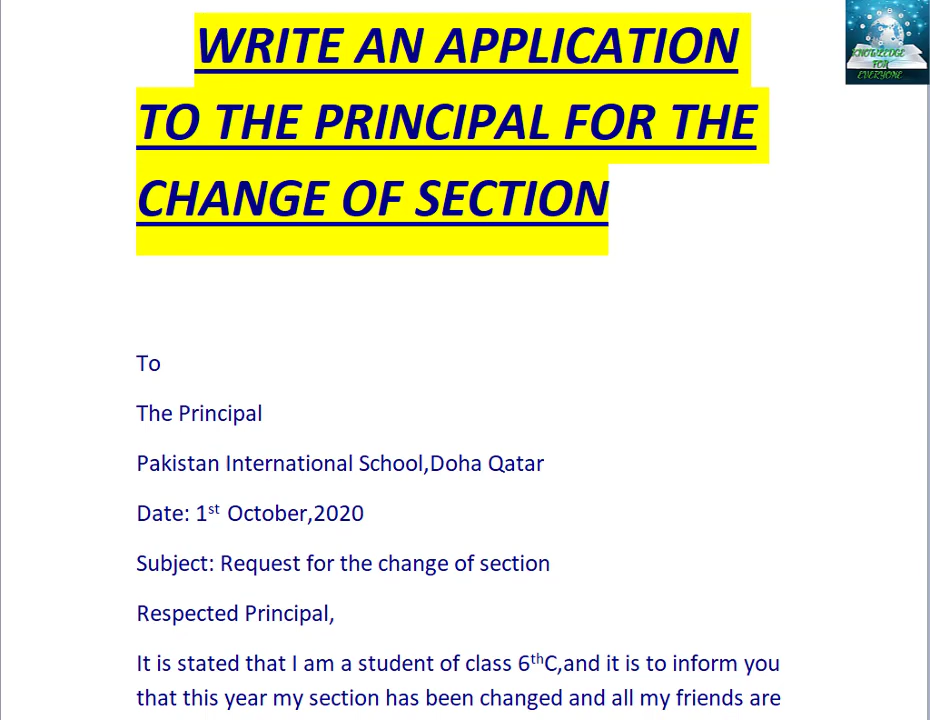 WRITE AN APPLICATION
TO THE PRINCIPAL FOR THE
CHANGE OF SECTION
KNOWLEDGE
FOR
EVERYONE
To
The Principal
Pakistan International School,Doha Qatar
Date: 1st October,2020
Subject: Request for the change of section
Respected Principal,
It is stated that I am a student of class 6thC,and it is to inform you
that this year my section has been changed and all my friends are